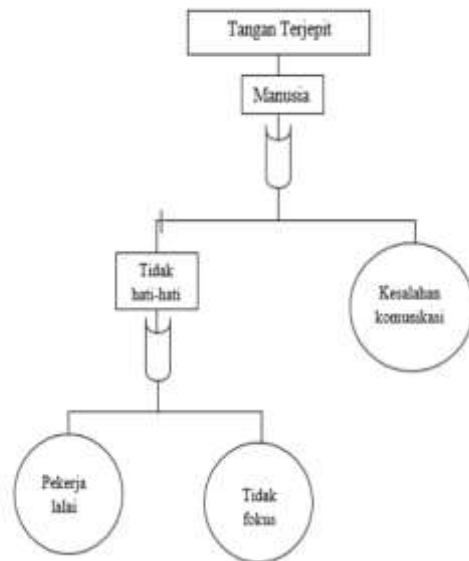 Tangan Terjepit
Manusia
Tidak
hati-hati
Kesalahan
komunikasi
Pekerja
lalai
Tidak
fokus